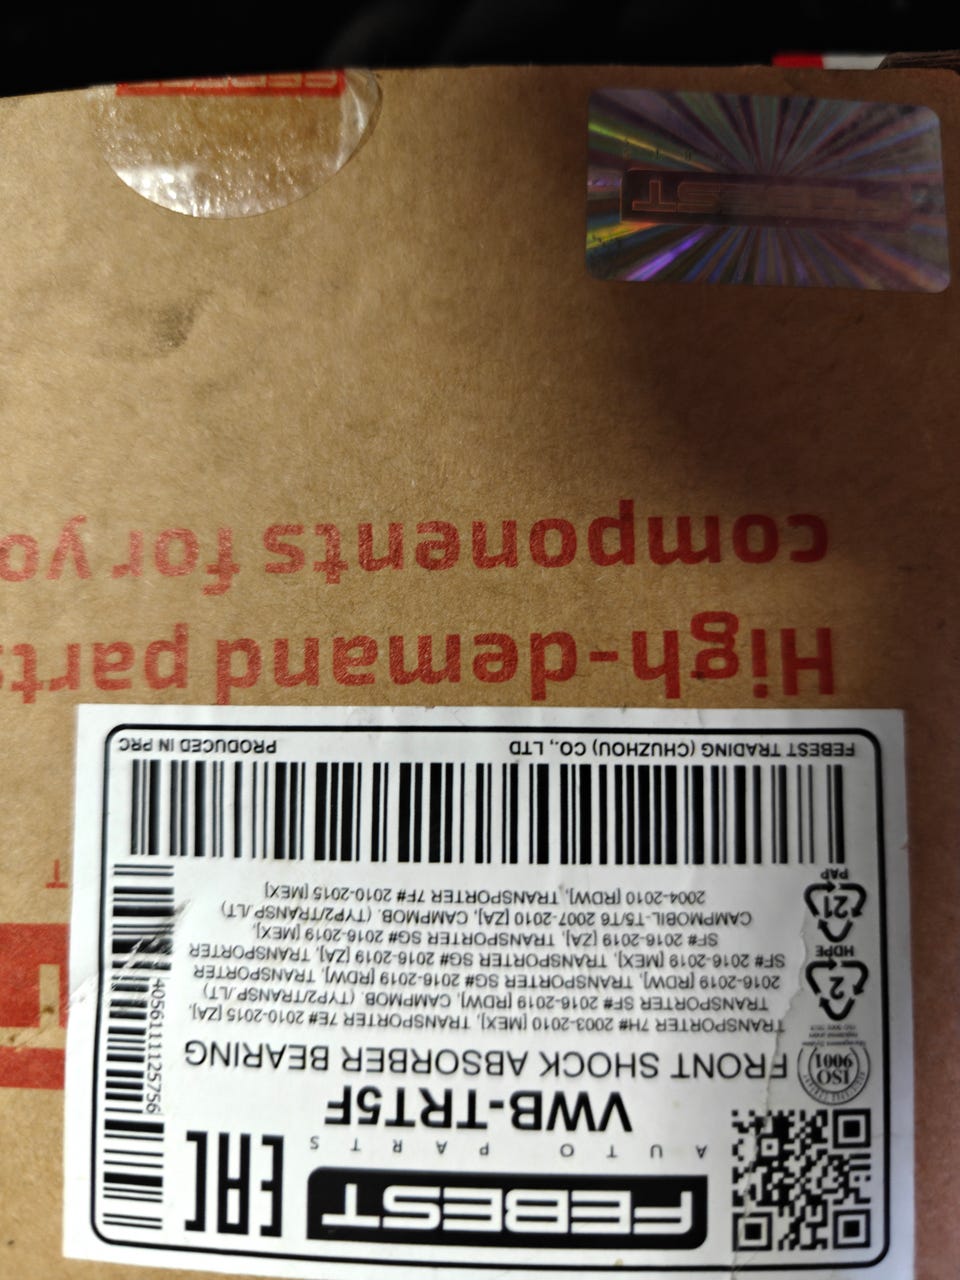 FEBEST
AUTO PARTS
EAC
VWB-TRT5F
FRONT SHOCK ABSORBER BEARING
TRANSPORTER 7H# 2003-2010 [MEX], TRANSPORTER 7E# 2010-2015 [ZA],
TRANSPORTER SF# 2016-2019 [RDW], CAMPMOB. (TYP2/TRANSP./LT)
2016-2019 [RDW], TRANSPORTER SG# 2016-2019 [RDW], TRANSPORTER
SF# 2016-2019 [MEX], TRANSPORTER SG# 2016-2019 [ZA], TRANSPORTER
SF# 2016-2019 [ZA], TRANSPORTER SG# 2016-2019 [MEX],
CAMPMOBIL-T5/T6 2007-2010 [ZA], CAMPMOB. (TYP2/TRANSP./LT)
2004-2010 [RDW], TRANSPORTER 7F# 2010-2015 [MEX]
ISO
9001
2
HDPE
21
PAP
4056111125756
FEBEST TRADING (CHUZHOU) CO., LTD
PRODUCED IN PRC
High-demand parts
components for yo
FEBEST